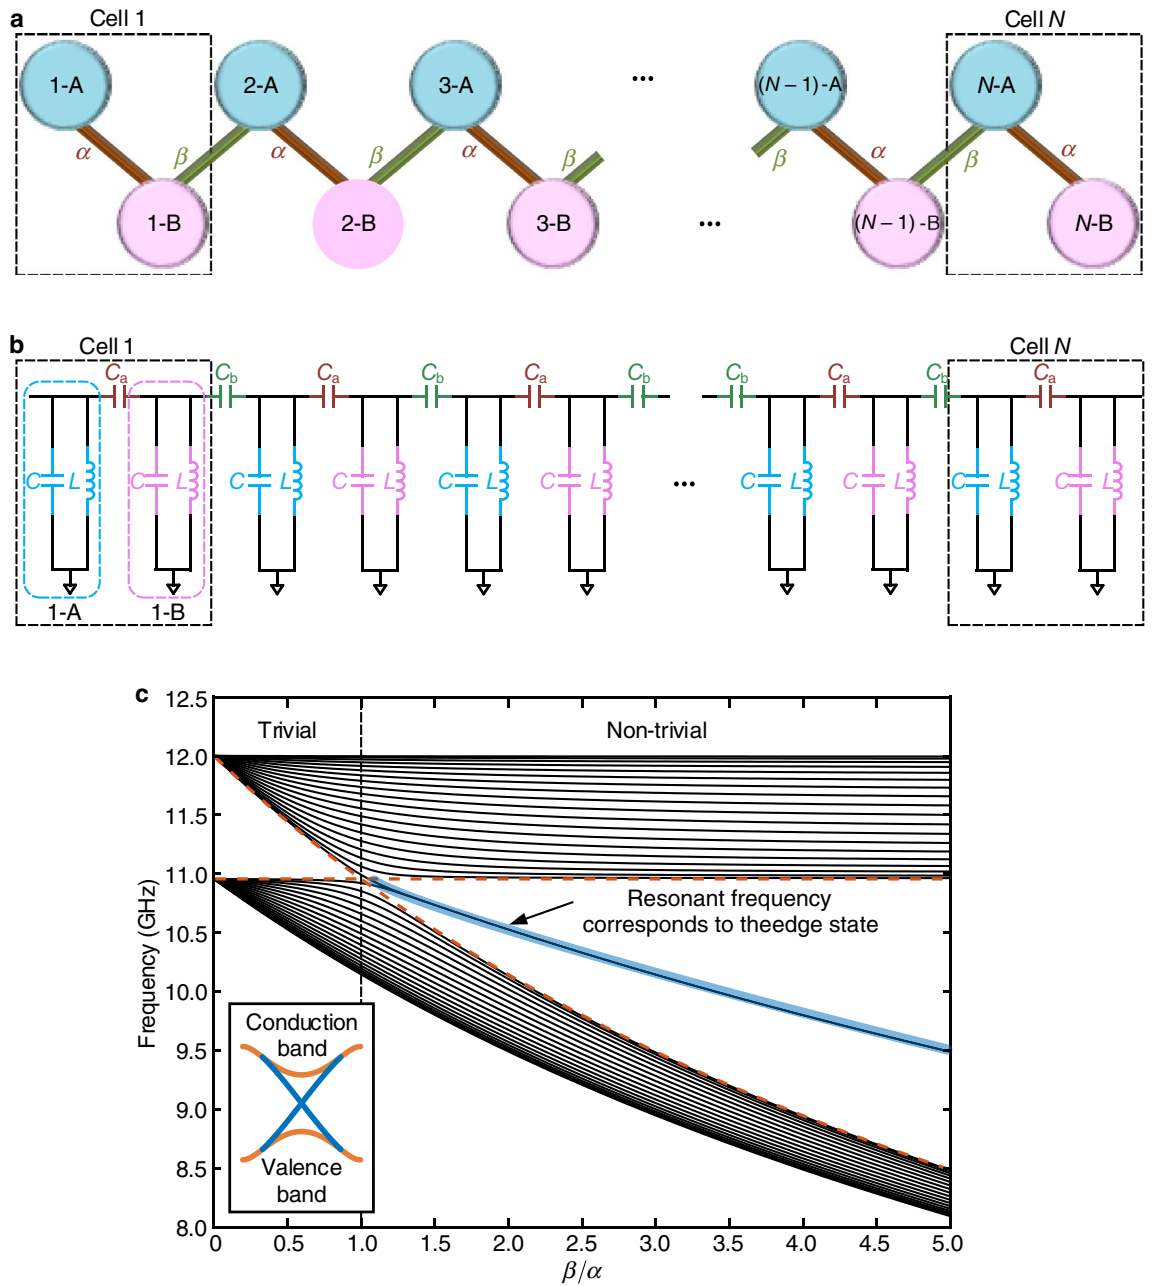 a
Cell 1
Cell N
1-A
2-A
3-A
...
(N − 1) -A
N-A
α
β
α
β
α
β
β
α
β
α
1-B
2-B
3-B
...
(N − 1) -B
N-B
b
Cell 1
Cell N
Ca
Cb
Ca
Cb
Ca
Cb
Cb
Ca
Cb
Ca
C L
C L
C L
C L
C L
C L
...
C L
C L
C L
C L
1-A
1-B
c
12.5
12.0
11.5
11.0
10.5
10.0
9.5
9.0
8.5
8.0
Frequency (GHz)
Trivial
Non-trivial
Resonant frequency
corresponds to theedge state
Conduction
band
Valence
band
0
0.5
1.0
1.5
2.0
2.5
3.0
3.5
4.0
4.5
5.0
β/α